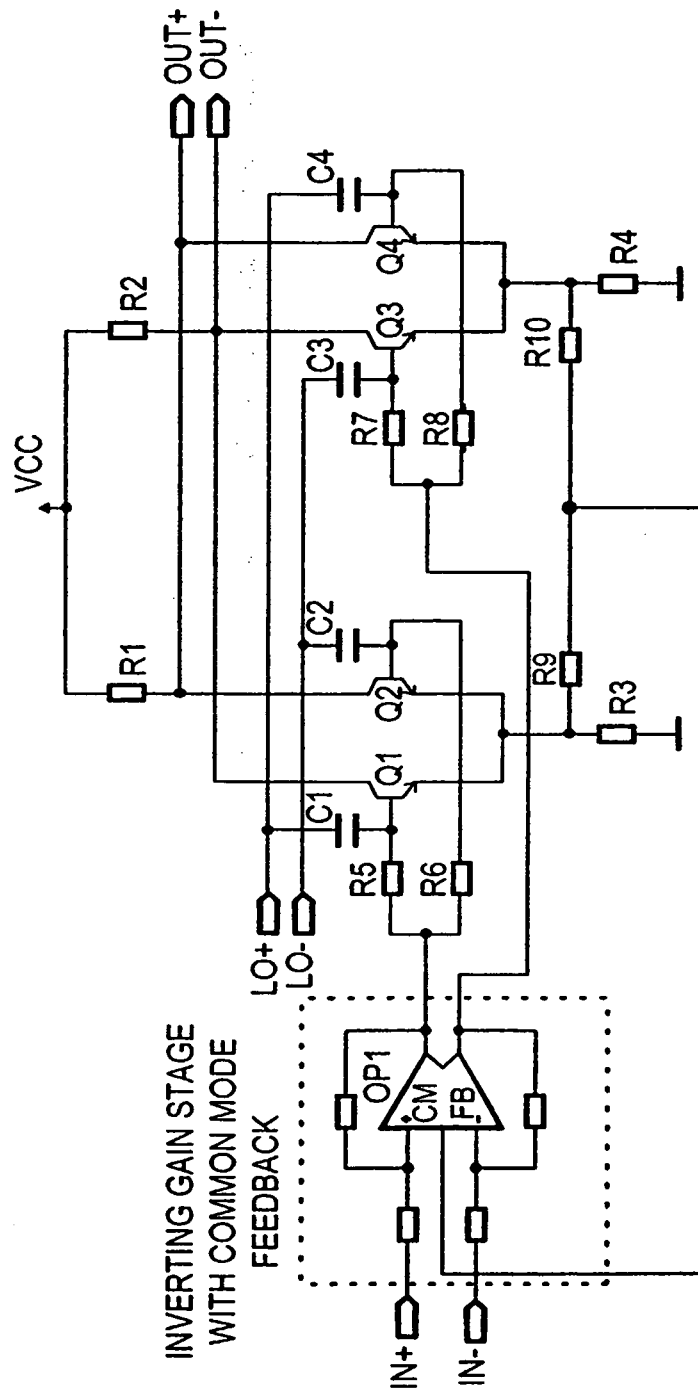 INVERTING GAIN STAGE
WITH COMMON MODE
FEEDBACK
IN+
IN-
OP1
+
CM
FB
-
LO+
LO-
VCC
R1
R2
OUT+
OUT-
C1
C2
C3
C4
Q1
Q2
Q3
Q4
R5
R6
R7
R8
R9
R10
R3
R4